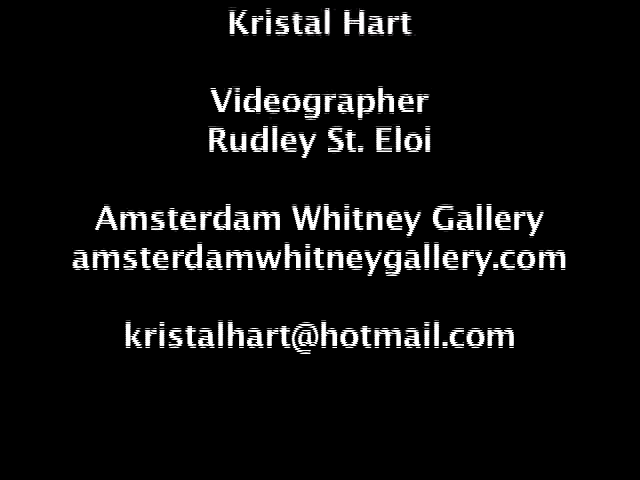 Kristal Hart
Videographer
Rudley St. Eloi
Amsterdam Whitney Gallery
amsterdamwhitneygallery.com
kristalhart@hotmail.com